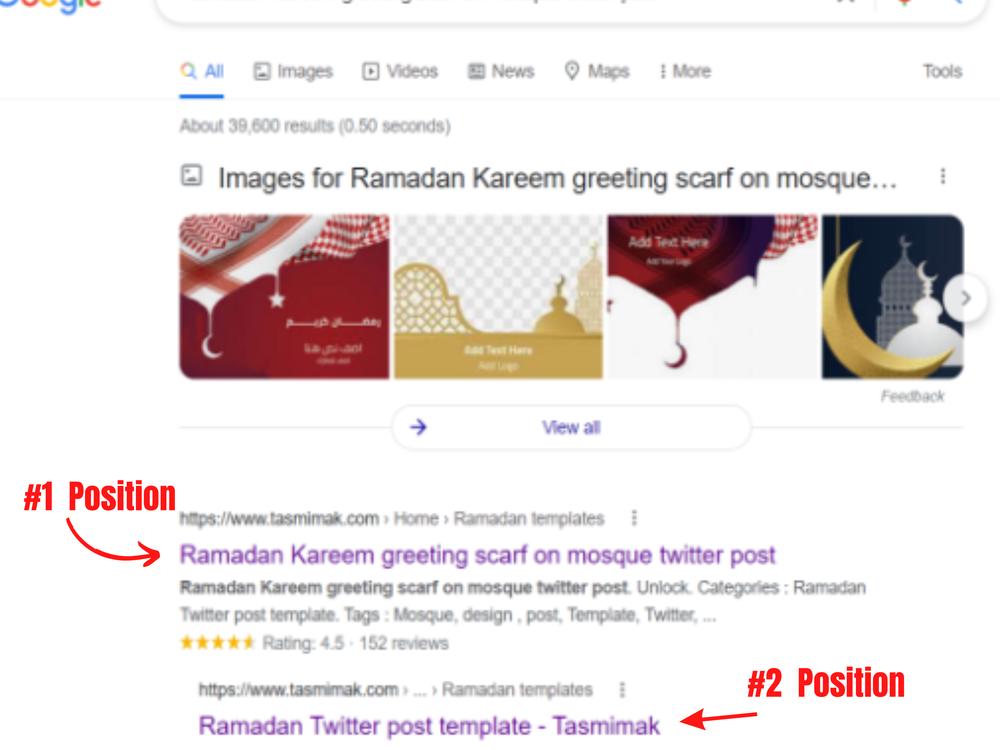 Google
All Images Videos News Maps More Tools
About 39,600 results (0.50 seconds)
Images for Ramadan Kareem greeting scarf on mosque...
رمضان كريم
اضف نص هنا
Add Text Here
Add Logo
Add Text Here
Add Your Logo
Feedback
View all
#1 Position
https://www.tasmimak.com › Home › Ramadan templates
Ramadan Kareem greeting scarf on mosque twitter post
Ramadan Kareem greeting scarf on mosque twitter post. Unlock. Categories : Ramadan
Twitter post template. Tags : Mosque, design , post, Template, Twitter, ...
Rating: 4.5 · 152 reviews
https://www.tasmimak.com › ... › Ramadan templates
#2 Position
Ramadan Twitter post template - Tasmimak